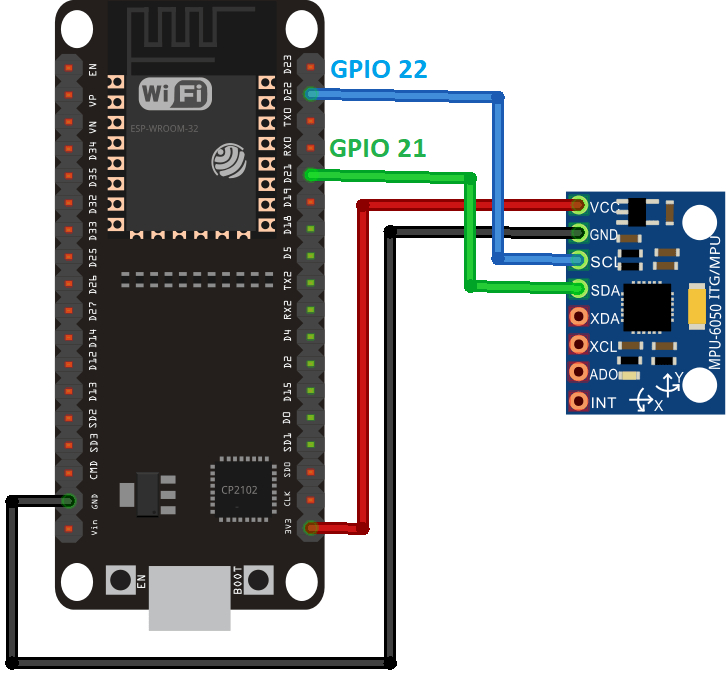 GPIO 22
GPIO 21
WiFi
ESP-WROOM-32
EN
VP
VN
D34
D35
D32
D33
D25
D26
D27
D14
D12
D13
SD2
SD3
CMD
GND
Vin
D23
D22
TX0
RX0
D21
D19
D18
D5
TX2
RX2
D4
D2
D15
D0
SD1
SD0
CLK
3V3
CP2102
EN
BOOT
VCC
GND
SCL
SDA
XDA
XCL
ADO
INT
MPU-6050 ITG/MPU
Y
X